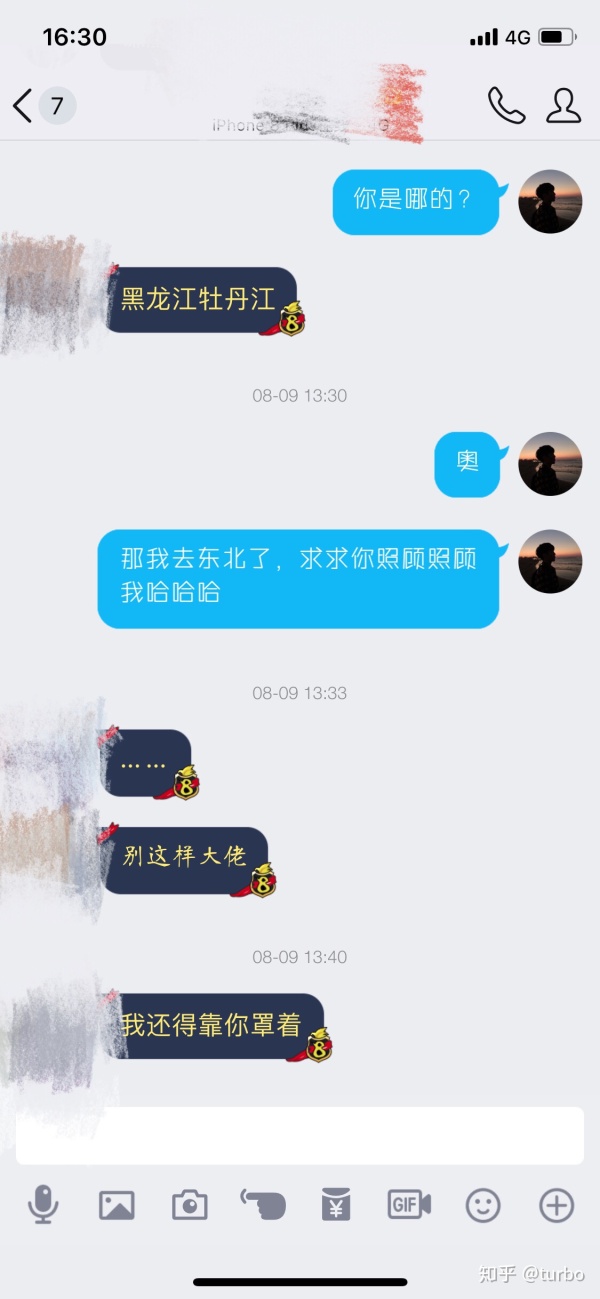 16:30
4G
7
iPhone
你是哪的？
黑龙江牡丹江
08-09 13:30
奥
那我去东北了，求求你照顾照顾
我哈哈哈
08-09 13:33
……
别这样大佬
08-09 13:40
我还得靠你罩着
GIF
知乎 @turbo